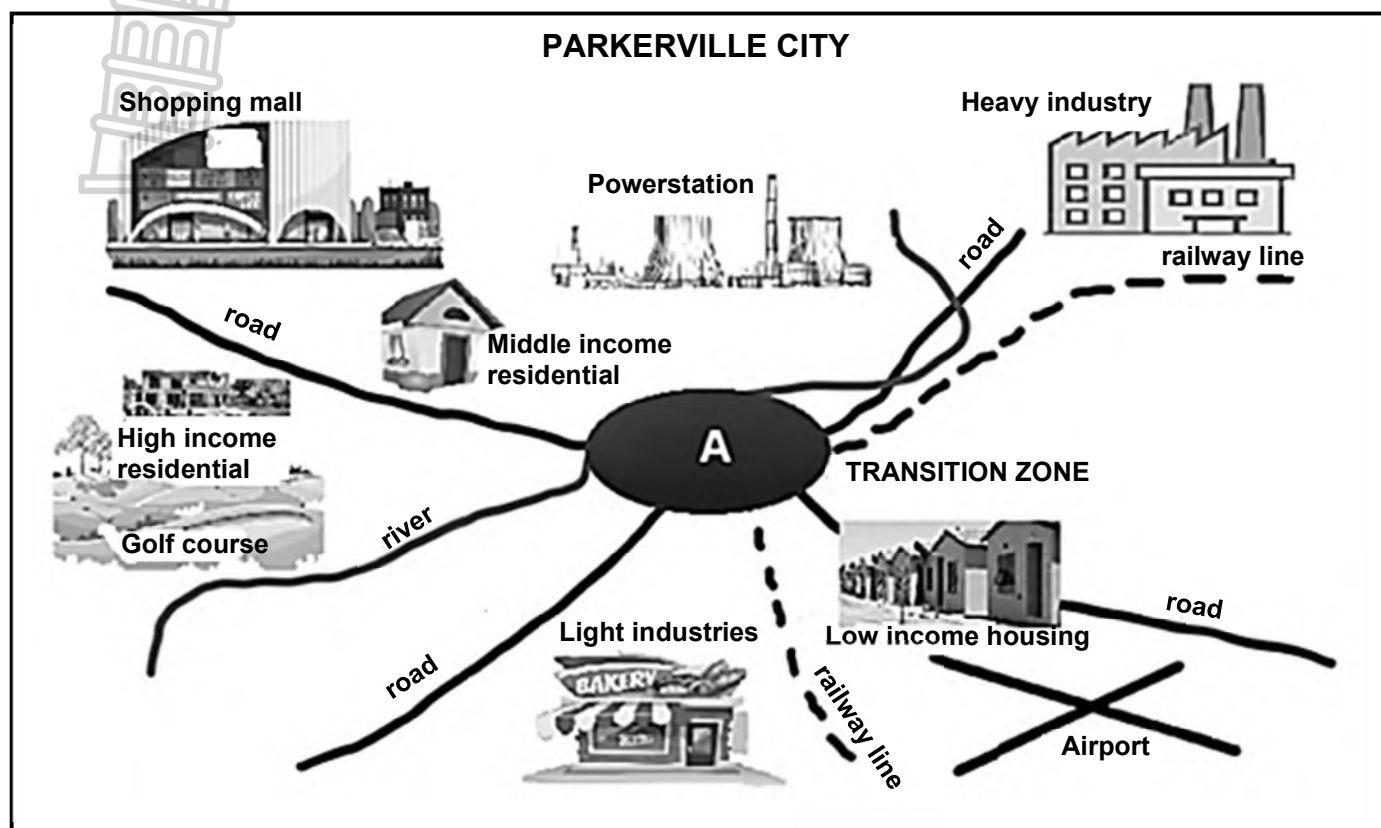 PARKERVILLE CITY
Shopping mall
Heavy industry
Powerstation
road
railway line
road
Middle income
residential
High income
residential
A
TRANSITION ZONE
Golf course
river
road
Light industries
BAKERY
Low income housing
road
railway line
Airport